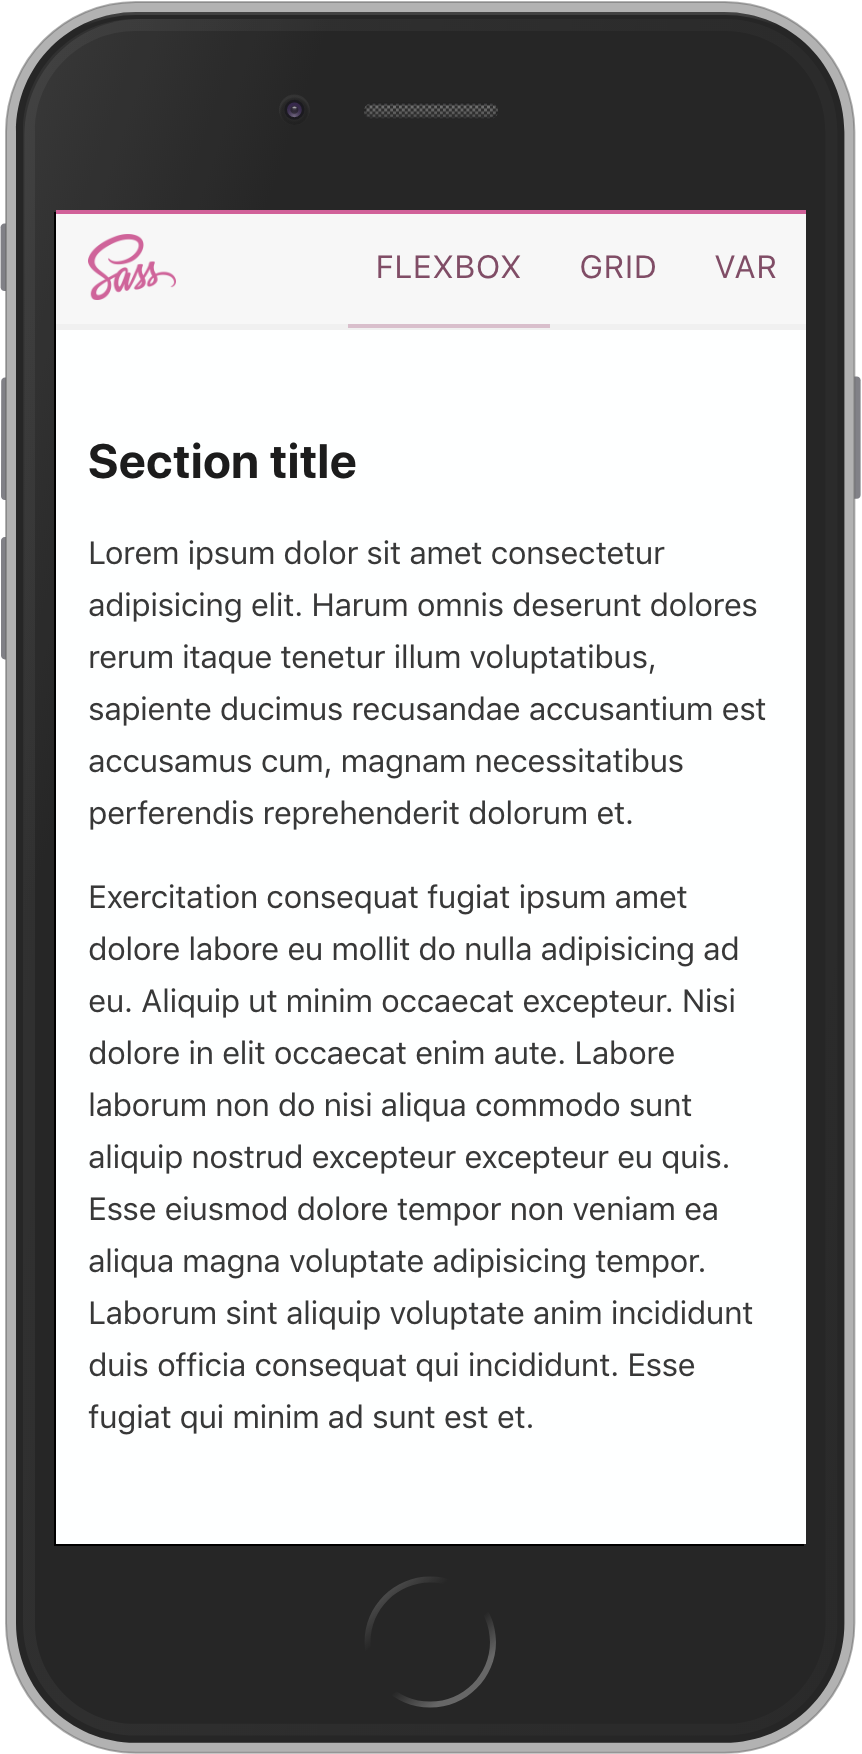 Sass
FLEXBOX GRID VAR
Section title
Lorem ipsum dolor sit amet consectetur
adipisicing elit. Harum omnis deserunt dolores
rerum itaque tenetur illum voluptatibus,
sapiente ducimus recusandae accusantium est
accusamus cum, magnam necessitatibus
perferendis reprehenderit dolorum et.
Exercitation consequat fugiat ipsum amet
dolore labore eu mollit do nulla adipisicing ad
eu. Aliquip ut minim occaecat excepteur. Nisi
dolore in elit occaecat enim aute. Labore
laborum non do nisi aliqua commodo sunt
aliquip nostrud excepteur excepteur eu quis.
Esse eiusmod dolore tempor non veniam ea
aliqua magna voluptate adipisicing tempor.
Laborum sint aliquip voluptate anim incididunt
duis officia consequat qui incididunt. Esse
fugiat qui minim ad sunt est et.